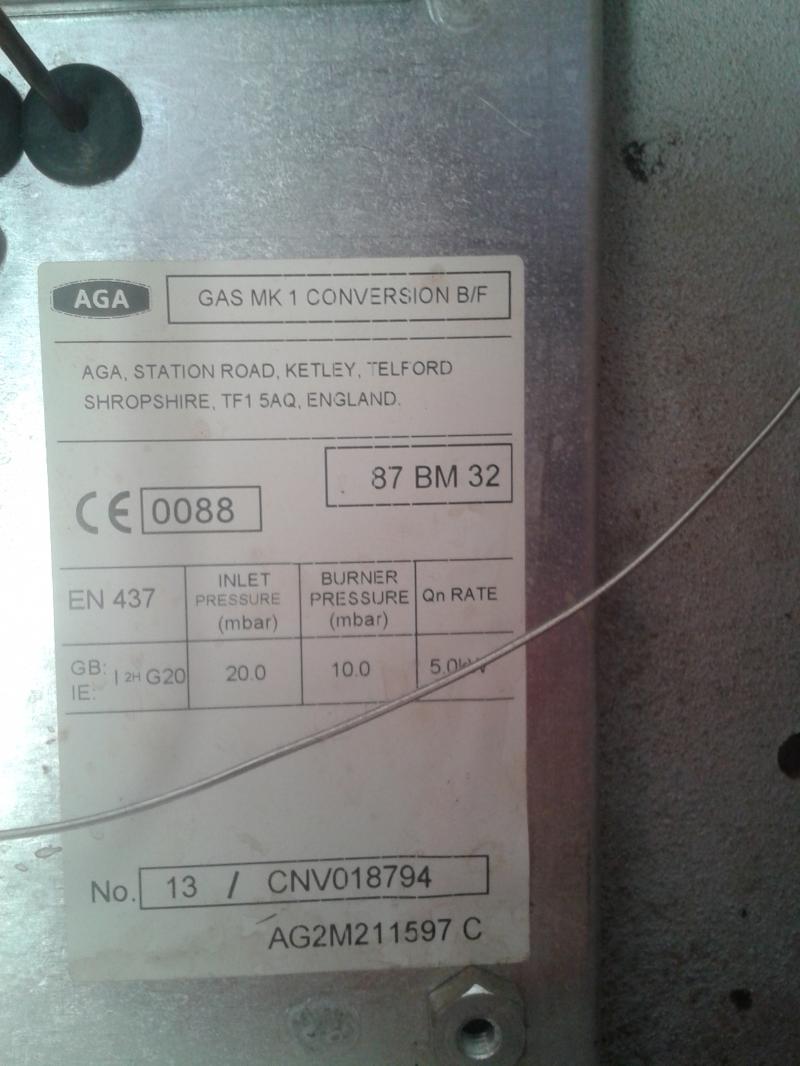 AGA
GAS MK 1 CONVERSION B/F
AGA, STATION ROAD, KETLEY, TELFORD
SHROPSHIRE, TF1 5AQ, ENGLAND.
87 BM 32
CE 0088
EN 437 INLET PRESSURE (mbar) BURNER PRESSURE (mbar) Qn RATE
GB: IE: I 2H G20 20.0 10.0 5.0kW
No. 13 / CNV018794
AG2M211597 C